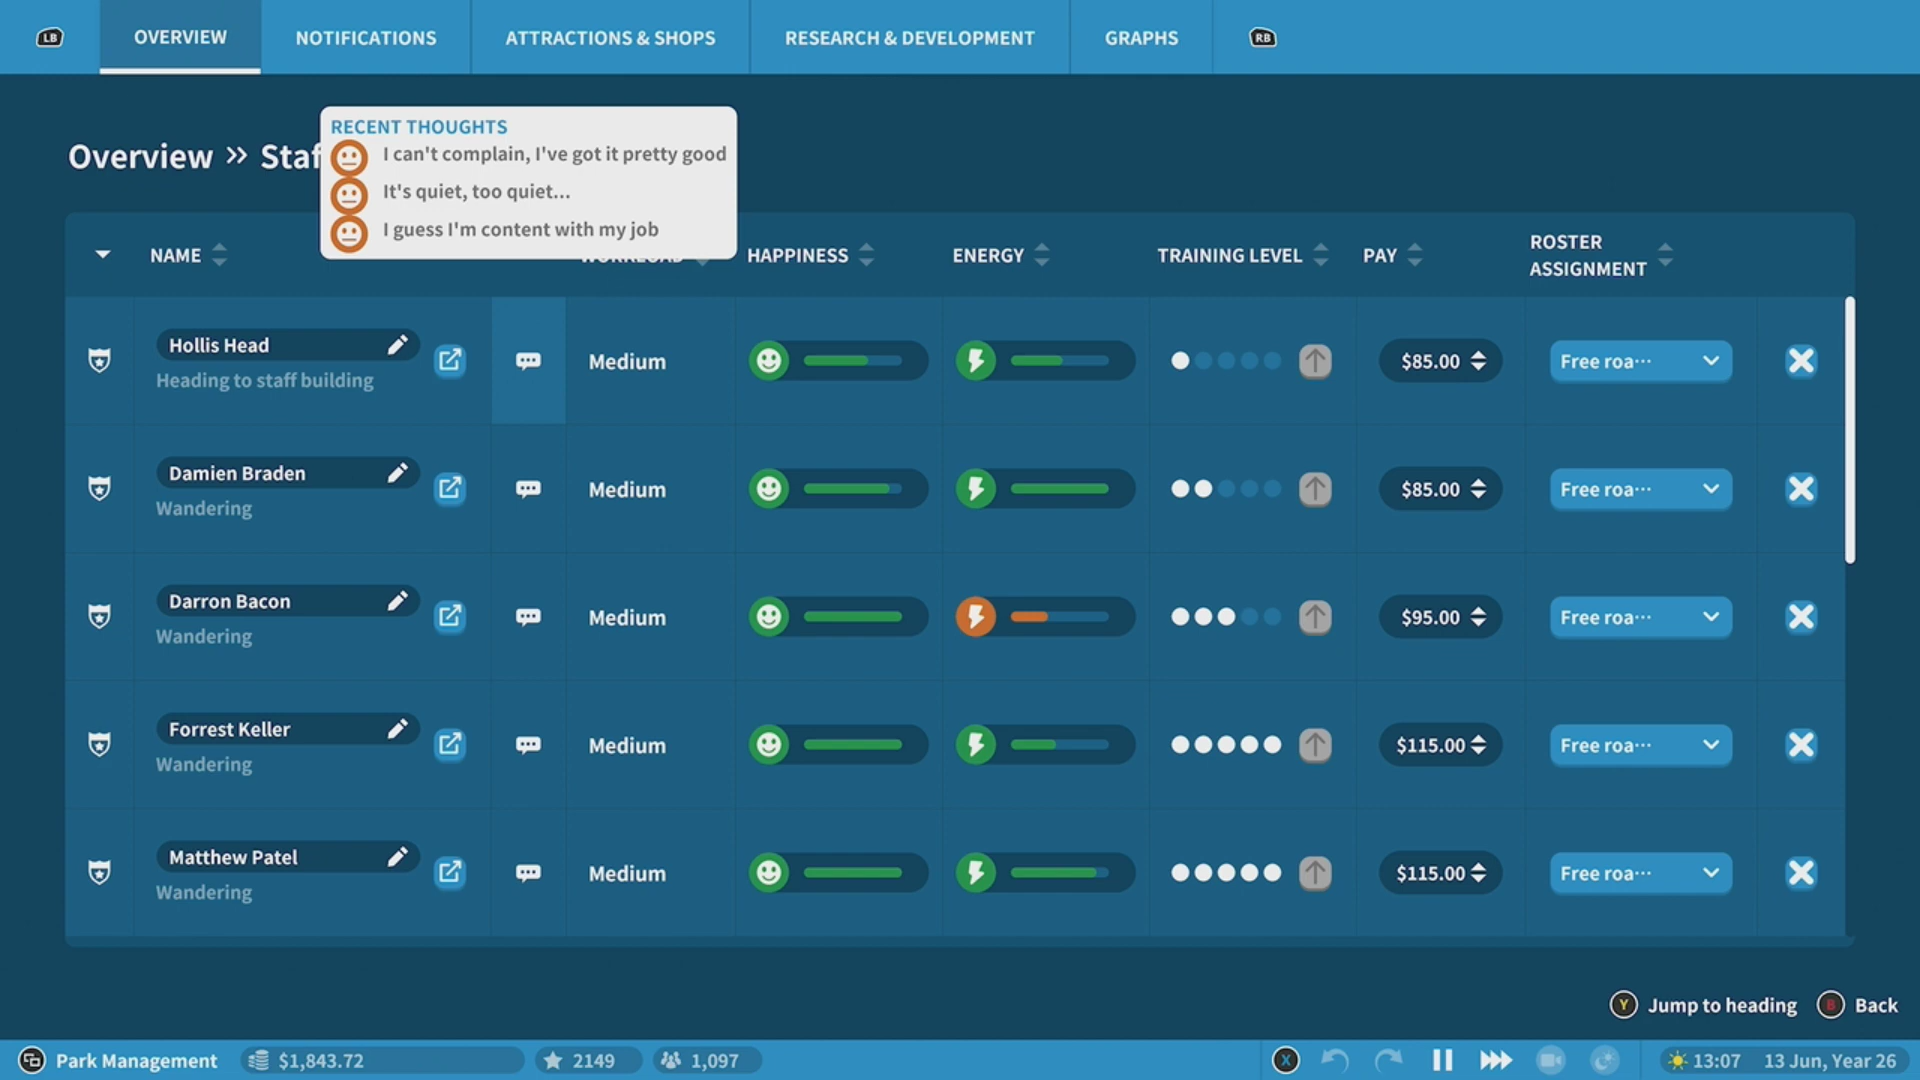 LB
OVERVIEW
NOTIFICATIONS
ATTRACTIONS & SHOPS
RESEARCH & DEVELOPMENT
GRAPHS
RB
Overview » Staf
RECENT THOUGHTS
I can't complain, I've got it pretty good
It's quiet, too quiet...
I guess I'm content with my job
NAME
WORKLOAD
HAPPINESS
ENERGY
TRAINING LEVEL
PAY
ROSTER
ASSIGNMENT
Hollis Head
Heading to staff building
Medium
$85.00
Free roa...
Damien Braden
Wandering
Medium
$85.00
Free roa...
Darron Bacon
Wandering
Medium
$95.00
Free roa...
Forrest Keller
Wandering
Medium
$115.00
Free roa...
Matthew Patel
Wandering
Medium
$115.00
Free roa...
Y Jump to heading
B Back
Park Management
$1,843.72
2149
1,097
X
13:07
13 Jun, Year 26